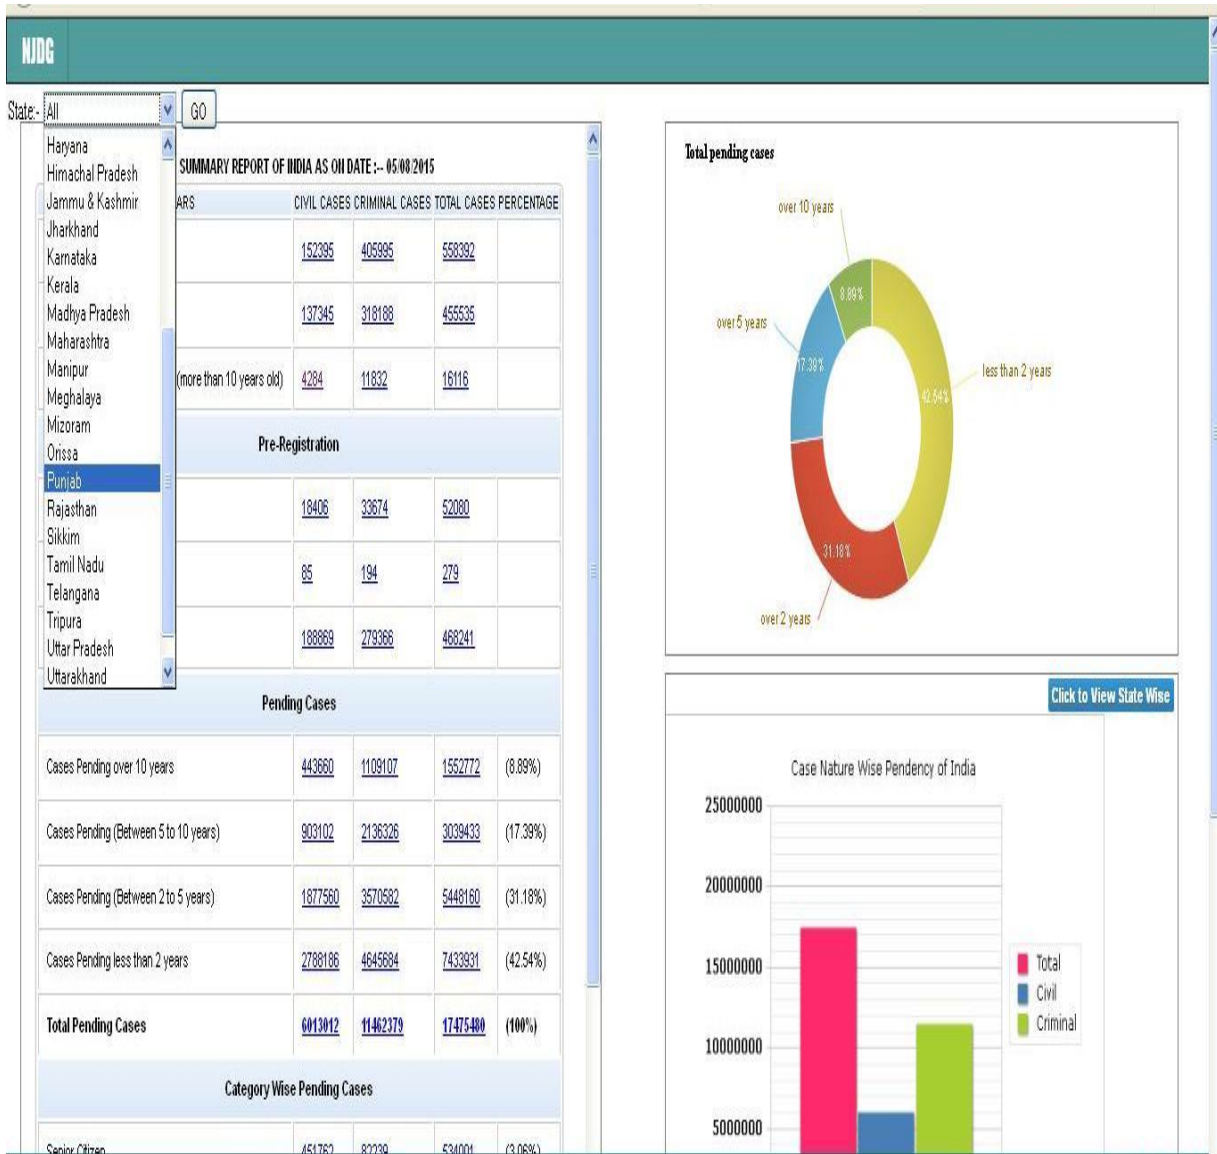 NJDG
State:- All GO
Haryana
Himachal Pradesh
Jammu & Kashmir
Jharkhand
Karnataka
Kerala
Madhya Pradesh
Maharashtra
Manipur
Meghalaya
Mizoram
Orissa
Punjab
Rajasthan
Sikkim
Tamil Nadu
Telangana
Tripura
Uttar Pradesh
Uttarakhand
SUMMARY REPORT OF INDIA AS ON DATE :-- 05/08/2015
ARS CIVIL CASES CRIMINAL CASES TOTAL CASES PERCENTAGE
152395 405995 558392
137345 318188 455535
(more than 10 years old) 4284 11832 16116
Pre-Registration
18406 33674 52080
85 194 279
188869 279366 468241
Pending Cases
Cases Pending over 10 years 443660 1109107 1552772 (8.89%)
Cases Pending (Between 5 to 10 years) 903102 2136326 3039433 (17.39%)
Cases Pending (Between 2 to 5 years) 1877560 3570582 5448160 (31.18%)
Cases Pending less than 2 years 2788186 4645684 7433931 (42.54%)
Total Pending Cases 6013012 11462379 17475480 (100%)
Category Wise Pending Cases
Senior Citizen 451762 82239 534001 (3.06%)
Total pending cases
over 10 years
8.89%
over 5 years
17.39%
less than 2 years
42.54%
31.18%
over 2 years
Click to View State Wise
Case Nature Wise Pendency of India
25000000
20000000
15000000
10000000
5000000
Total
Civil
Criminal